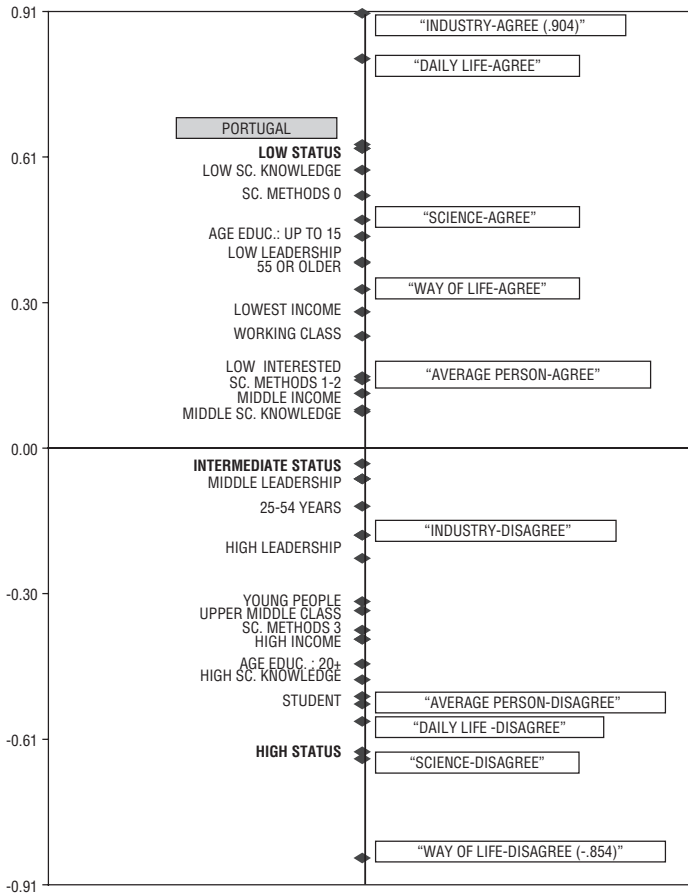 0.91
“INDUSTRY-AGREE (.904)”
“DAILY LIFE-AGREE”
PORTUGAL
LOW STATUS
0.61
LOW SC. KNOWLEDGE
SC. METHODS 0
“SCIENCE-AGREE”
AGE EDUC.: UP TO 15
LOW LEADERSHIP
55 OR OLDER
“WAY OF LIFE-AGREE”
0.30
LOWEST INCOME
WORKING CLASS
LOW INTERESTED
“AVERAGE PERSON-AGREE”
SC. METHODS 1-2
MIDDLE INCOME
MIDDLE SC. KNOWLEDGE
0.00
INTERMEDIATE STATUS
MIDDLE LEADERSHIP
25-54 YEARS
“INDUSTRY-DISAGREE”
HIGH LEADERSHIP
-0.30
YOUNG PEOPLE
UPPER MIDDLE CLASS
SC. METHODS 3
HIGH INCOME
AGE EDUC. : 20+
HIGH SC. KNOWLEDGE
STUDENT
“AVERAGE PERSON-DISAGREE”
“DAILY LIFE -DISAGREE”
-0.61
HIGH STATUS
“SCIENCE-DISAGREE”
“WAY OF LIFE-DISAGREE (-.854)”
-0.91